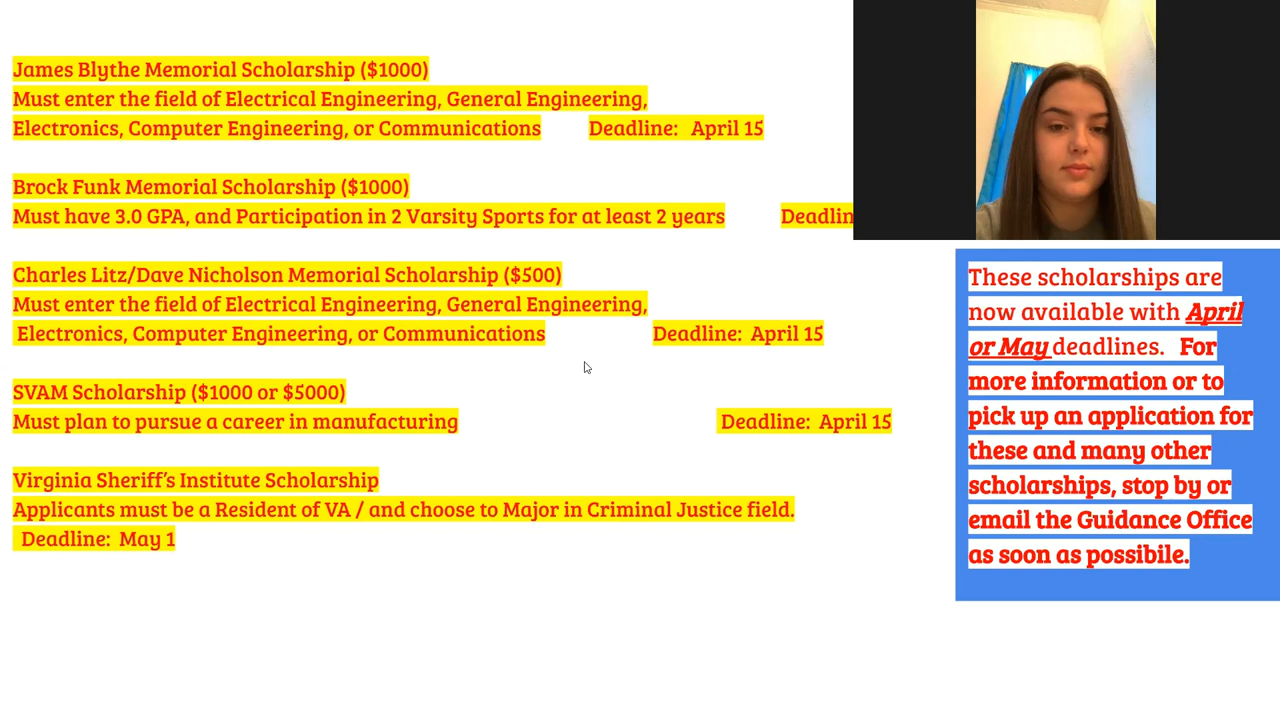 James Blythe Memorial Scholarship ($1000)
Must enter the field of Electrical Engineering, General Engineering,
Electronics, Computer Engineering, or Communications Deadline: April 15
Brock Funk Memorial Scholarship ($1000)
Must have 3.0 GPA, and Participation in 2 Varsity Sports for at least 2 years
Charles Litz/Dave Nicholson Memorial Scholarship ($500)
Must enter the field of Electrical Engineering, General Engineering,
Electronics, Computer Engineering, or Communications Deadline: April 15
SVAM Scholarship ($1000 or $5000)
Must plan to pursue a career in manufacturing Deadline: April 15
Virginia Sheriff's Institute Scholarship
Applicants must be a Resident of VA / and choose to Major in Criminal Justice field.
Deadline: May 1
These scholarships are
now available with April
or May deadlines. For
more information or to
pick up an application for
these and many other
scholarships, stop by or
email the Guidance Office
as soon as possibile.